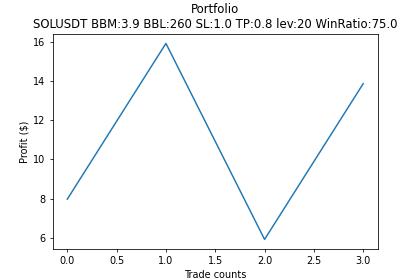 Portfolio
SOLUSDT BBM:3.9 BBL:260 SL:1.0 TP:0.8 lev:20 WinRatio:75.0
16
14
12
10
8
6
Profit ($)
0.0 0.5 1.0 1.5 2.0 2.5 3.0
Trade counts